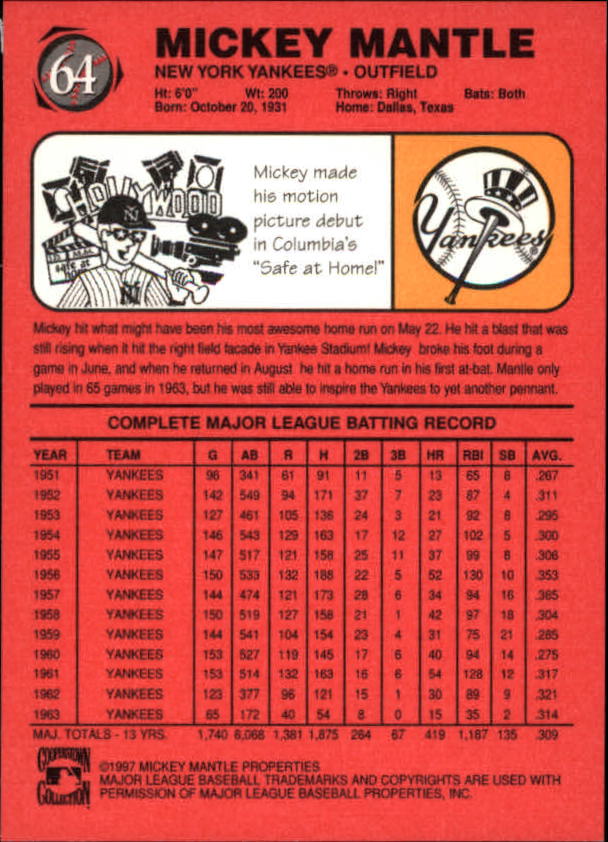 64
MICKEY MANTLE
NEW YORK YANKEES® • OUTFIELD
Ht: 6'0" Wt: 200 Throws: Right Bats: Both
Born: October 20, 1931 Home: Dallas, Texas
HOLLYWOOD
safe at
NY
NY
Mickey made
his motion
picture debut
in Columbia's
"Safe at Home!"
Yankees®
Mickey hit what might have been his most awesome home run on May 22. He hit a blast that was
still rising when it hit the right field facade in Yankee Stadium! Mickey broke his foot during a
game in June, and when he returned in August he hit a home run in his first at-bat. Mantle only
played in 65 games in 1963, but he was still able to inspire the Yankees to yet another pennant.
COMPLETE MAJOR LEAGUE BATTING RECORD
YEAR TEAM G AB R H 2B 3B HR RBI SB AVG.
1951 YANKEES 96 341 61 91 11 5 13 65 8 .267
1952 YANKEES 142 549 94 171 37 7 23 87 4 .311
1953 YANKEES 127 461 105 136 24 3 21 92 8 .295
1954 YANKEES 146 543 129 163 17 12 27 102 5 .300
1955 YANKEES 147 517 121 158 25 11 37 99 8 .306
1956 YANKEES 150 533 132 188 22 5 52 130 10 .353
1957 YANKEES 144 474 121 173 28 6 34 94 16 .365
1958 YANKEES 150 519 127 158 21 1 42 97 18 .304
1959 YANKEES 144 541 104 154 23 4 31 75 21 .285
1960 YANKEES 153 527 119 145 17 6 40 94 14 .275
1961 YANKEES 153 514 132 163 16 6 54 128 12 .317
1962 YANKEES 123 377 96 121 15 1 30 89 9 .321
1963 YANKEES 65 172 40 54 8 0 15 35 2 .314
MAJ. TOTALS - 13 YRS. 1,740 6,068 1,381 1,875 264 67 419 1,187 135 .309
COOPERSTOWN
COLLECTION
©1997 MICKEY MANTLE PROPERTIES
MAJOR LEAGUE BASEBALL TRADEMARKS AND COPYRIGHTS ARE USED WITH
PERMISSION OF MAJOR LEAGUE BASEBALL PROPERTIES, INC.